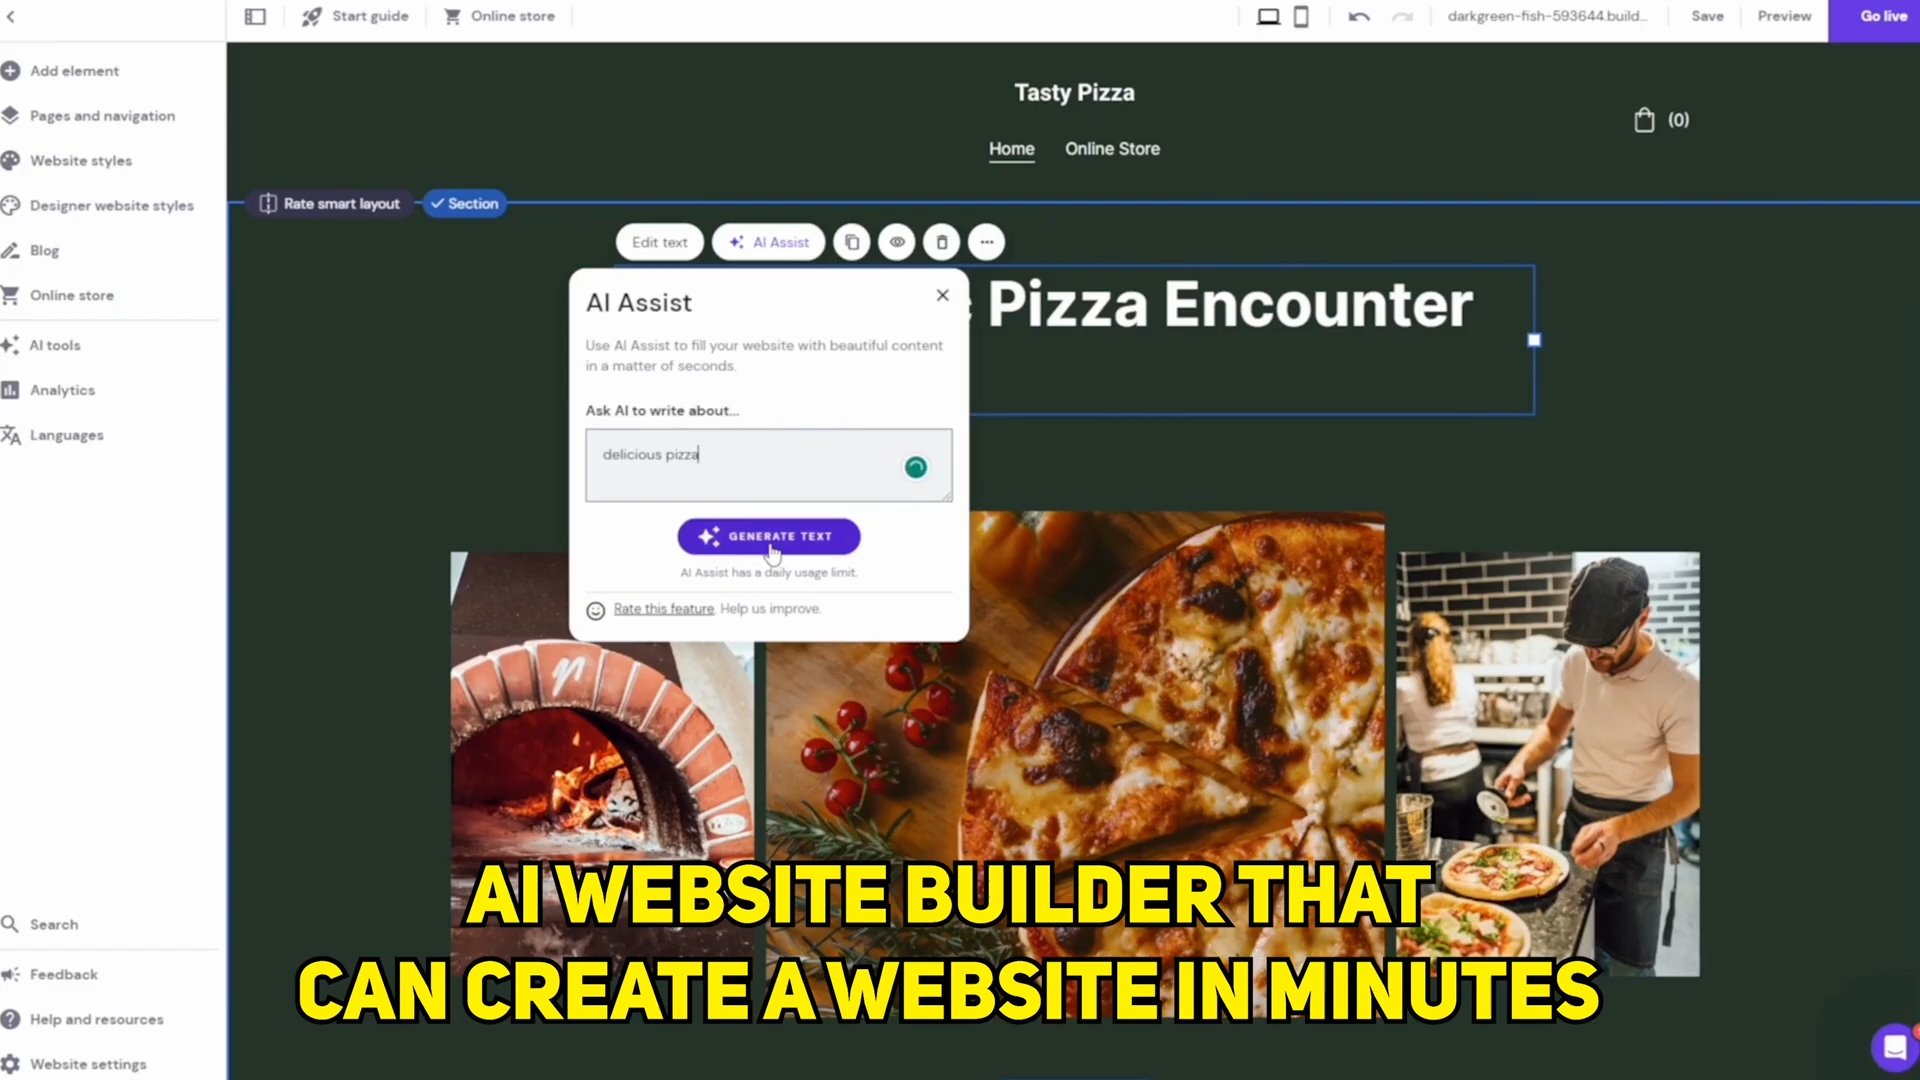 Start guide
Online store
darkgreen-fish-593644.build...
Save
Preview
Go live
Add element
Pages and navigation
Website styles
Designer website styles
Blog
Online store
AI tools
Analytics
Languages
Search
Feedback
Help and resources
Website settings
Tasty Pizza
Home
Online Store
(0)
Rate smart layout
Section
Edit text
AI Assist
Pizza Encounter
AI Assist
Use AI Assist to fill your website with beautiful content
in a matter of seconds.
Ask AI to write about...
delicious pizza
GENERATE TEXT
AI Assist has a daily usage limit.
Rate this feature. Help us improve.
AI WEBSITE BUILDER THAT
CAN CREATE A WEBSITE IN MINUTES